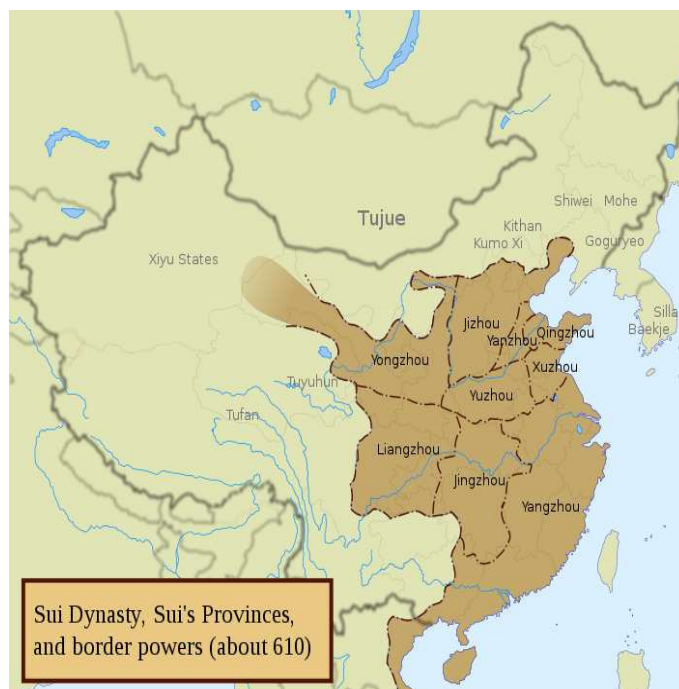 Tujue
Shiwei Mohe
Kithan
Kumo Xi
Goguryeo
Xiyu States
Silla
Baekje
Jizhou
Yanzhou
Qingzhou
Yongzhou
Xuzhou
Tuyuhun
Yuzhou
Tufan
Liangzhou
Jingzhou
Yangzhou
Sui Dynasty, Sui's Provinces,
and border powers (about 610)